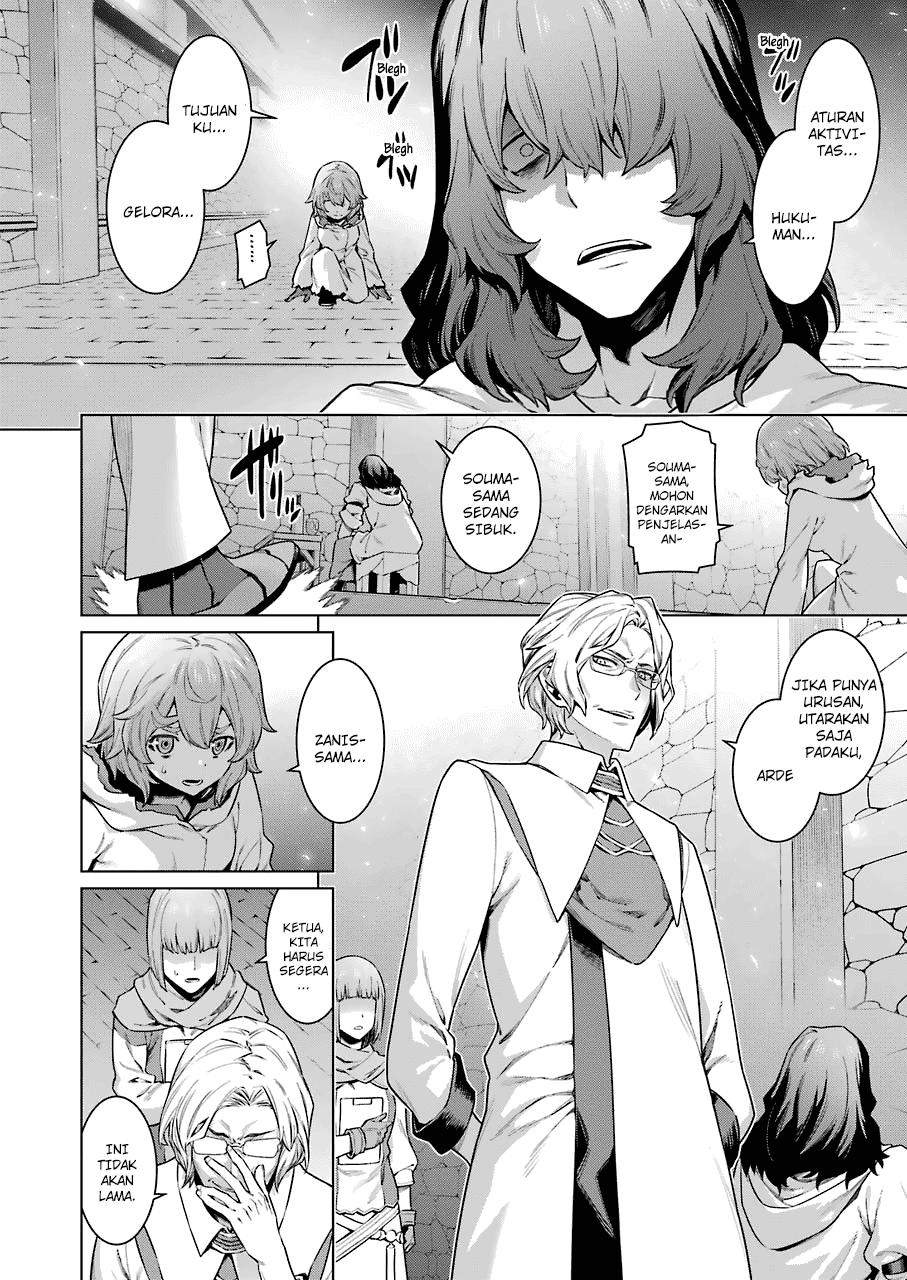 Blegh
ATURAN
AKTIVI-
TAS...
HUKU-
MAN...
Blegh
Blegh
TUJUAN
KU...
GELORA...
........
SOUMA-
SAMA,
MOHON
DENGARKAN
PENJELAS-
AN-
SOUMA-
SAMA
SEDANG
SIBUK.
ザッ
JIKA PUNYA
URUSAN,
UTARAKAN
SAJA
PADAKU,
ARDE
ZANIS-
SAMA...
KETUA,
KITA
HARUS
SEGERA
...
INI
TIDAK
AKAN
LAMA.